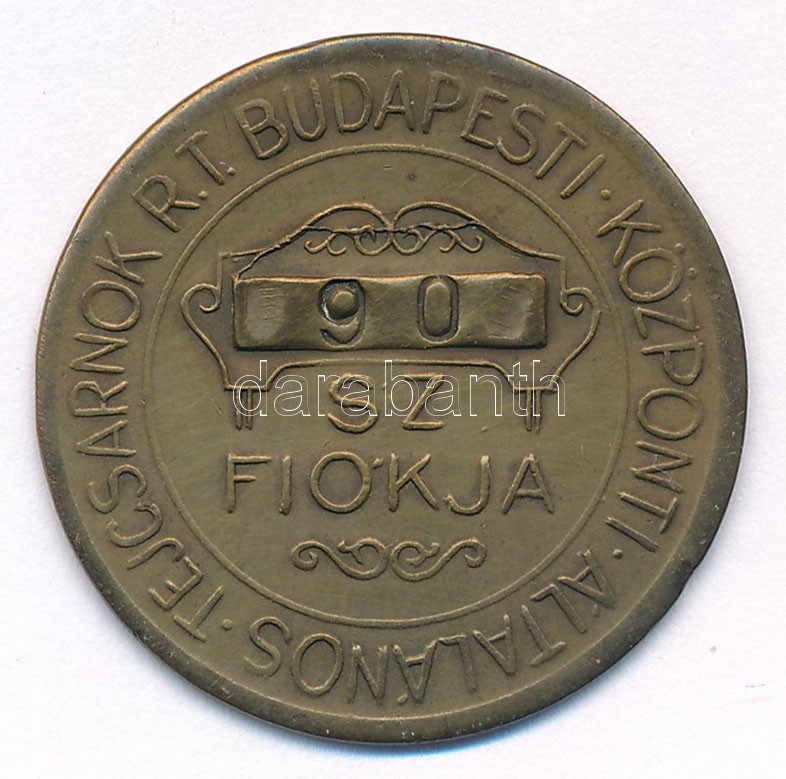 BUDAPESTI · KÖZPONTI · ÁLTALÁNOS · TEJCSARNOK R.T.
90
darabanth
SZ
FIÓKJA